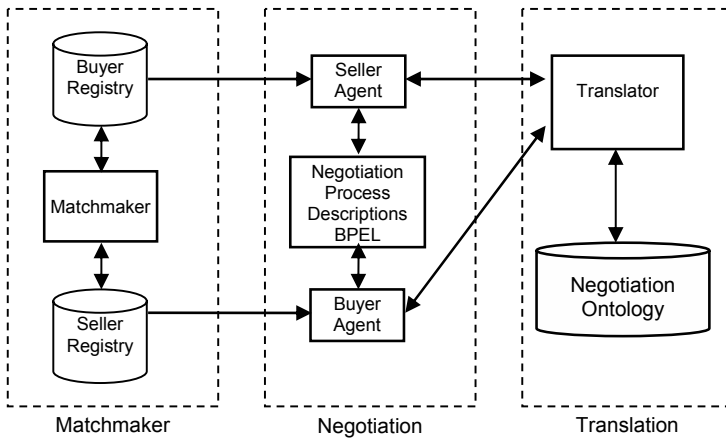 Buyer
Registry
Matchmaker
Seller
Registry
Seller
Agent
Negotiation
Process
Descriptions
BPEL
Buyer
Agent
Translator
Negotiation
Ontology
Matchmaker
Negotiation
Translation